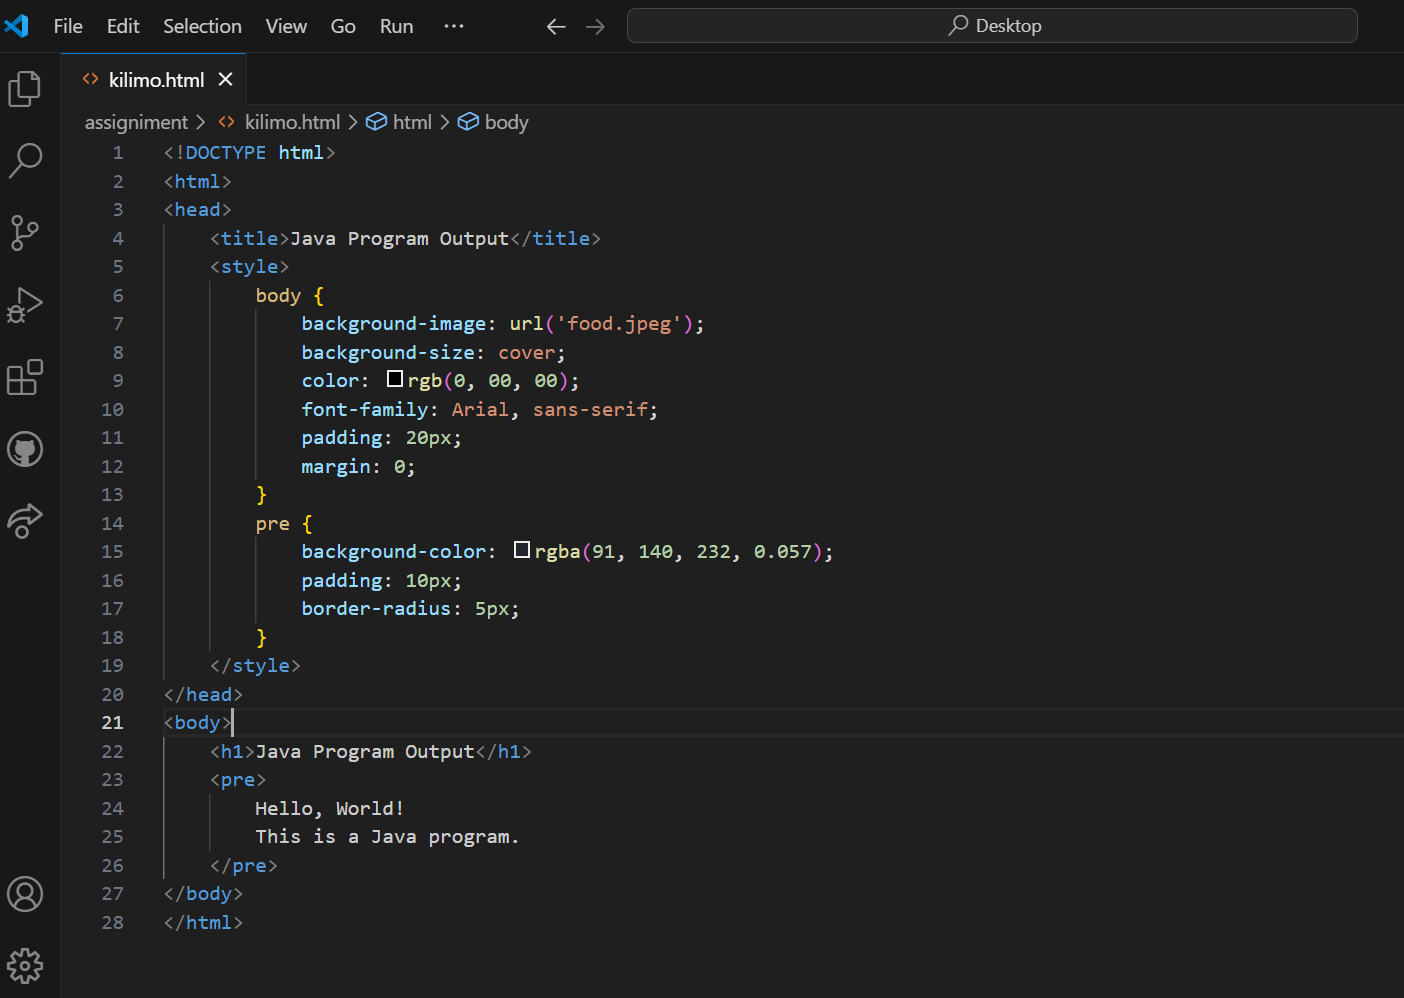 File Edit Selection View Go Run ··· Desktop
kilimo.html
assigniment > kilimo.html > html > body
1 <!DOCTYPE html>
2 <html>
3 <head>
4 <title>Java Program Output</title>
5 <style>
6 body {
7 background-image: url('food.jpeg');
8 background-size: cover;
9 color: rgb(0, 00, 00);
10 font-family: Arial, sans-serif;
11 padding: 20px;
12 margin: 0;
13 }
14 pre {
15 background-color: rgba(91, 140, 232, 0.057);
16 padding: 10px;
17 border-radius: 5px;
18 }
19 </style>
20 </head>
21 <body>
22 <h1>Java Program Output</h1>
23 <pre>
24 Hello, World!
25 This is a Java program.
26 </pre>
27 </body>
28 </html>